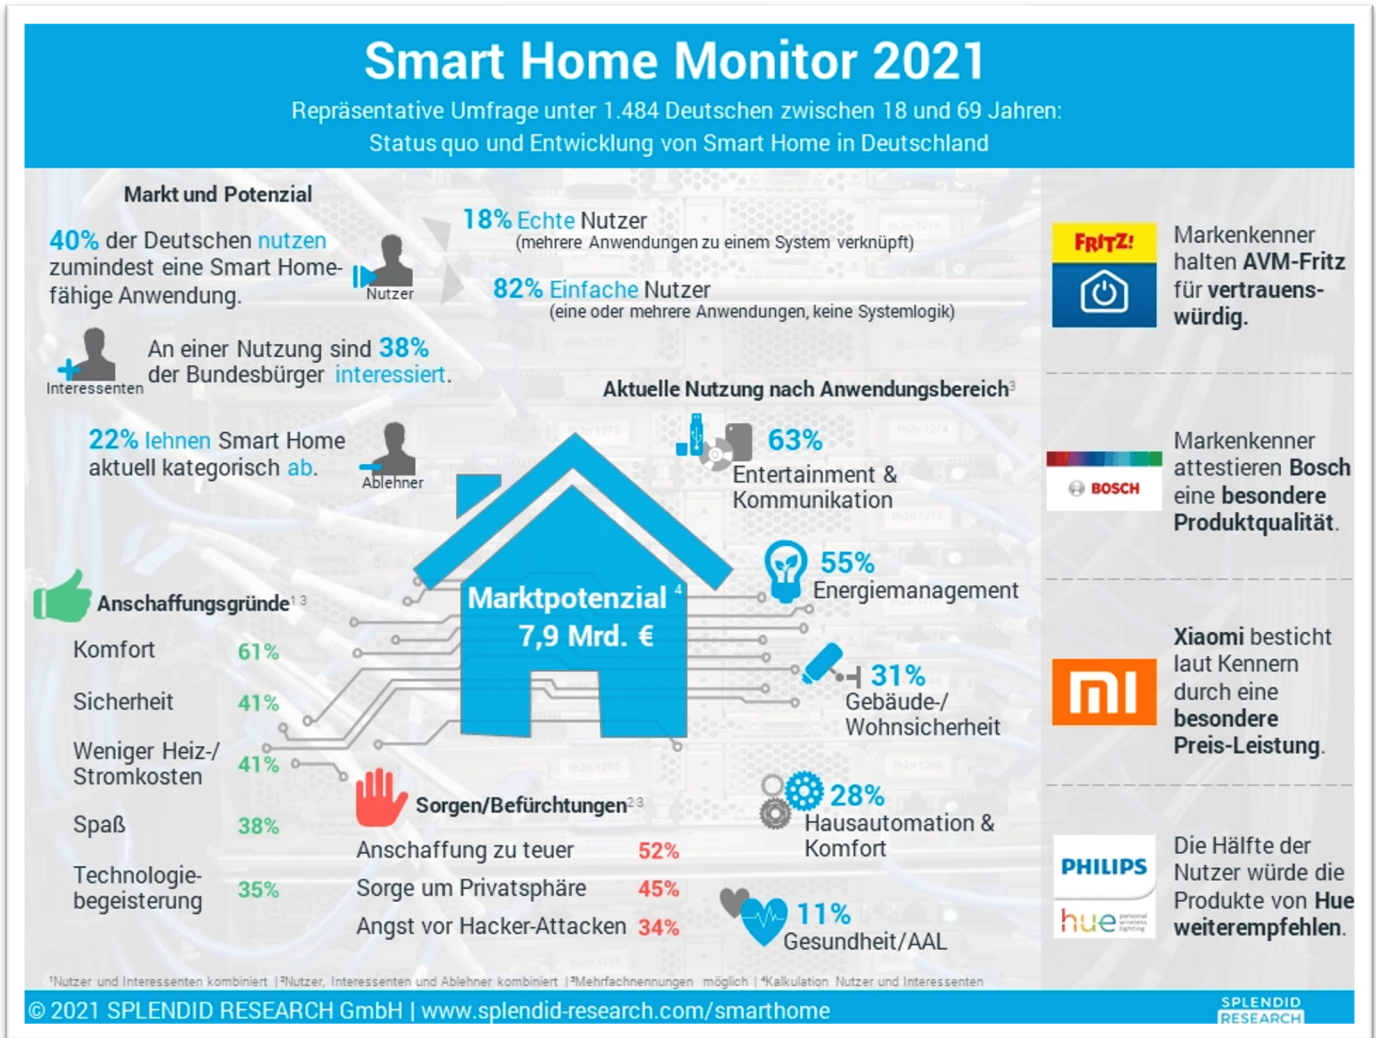 Smart Home Monitor 2021
Repräsentative Umfrage unter 1.484 Deutschen zwischen 18 und 69 Jahren:
Status quo und Entwicklung von Smart Home in Deutschland
Markt und Potenzial
40% der Deutschen nutzen
zumindest eine Smart Home-
fähige Anwendung.
Nutzer
18% Echte Nutzer
(mehrere Anwendungen zu einem System verknüpft)
82% Einfache Nutzer
(eine oder mehrere Anwendungen, keine Systemlogik)
An einer Nutzung sind 38%
der Bundesbürger interessiert.
Interessenten
22% lehnen Smart Home
aktuell kategorisch ab.
Ablehner
Aktuelle Nutzung nach Anwendungsbereich³
63%
Entertainment &
Kommunikation
55%
Energiemanagement
31%
Gebäude-/
Wohnsicherheit
28%
Hausautomation &
Komfort
11%
Gesundheit/AAL
Marktpotenzial ⁴
7,9 Mrd. €
Anschaffungsgründe¹ ³
Komfort 61%
Sicherheit 41%
Weniger Heiz-/
Stromkosten 41%
Spaß 38%
Technologie-
begeisterung 35%
Sorgen/Befürchtungen² ³
Anschaffung zu teuer 52%
Sorge um Privatsphäre 45%
Angst vor Hacker-Attacken 34%
FRITZ!
Markenkenner
halten AVM-Fritz
für vertrauens-
würdig.
BOSCH
Markenkenner
attestieren Bosch
eine besondere
Produktqualität.
MI
Xiaomi besticht
laut Kennern
durch eine
besondere
Preis-Leistung.
PHILIPS
hue personal
wireless
lighting
Die Hälfte der
Nutzer würde die
Produkte von Hue
weiterempfehlen.
¹Nutzer und Interessenten kombiniert |²Nutzer, Interessenten und Ablehner kombiniert |³Mehrfachnennungen möglich |⁴Kalkulation Nutzer und Interessenten
© 2021 SPLENDID RESEARCH GmbH | www.splendid-research.com/smarthome
SPLENDID
RESEARCH